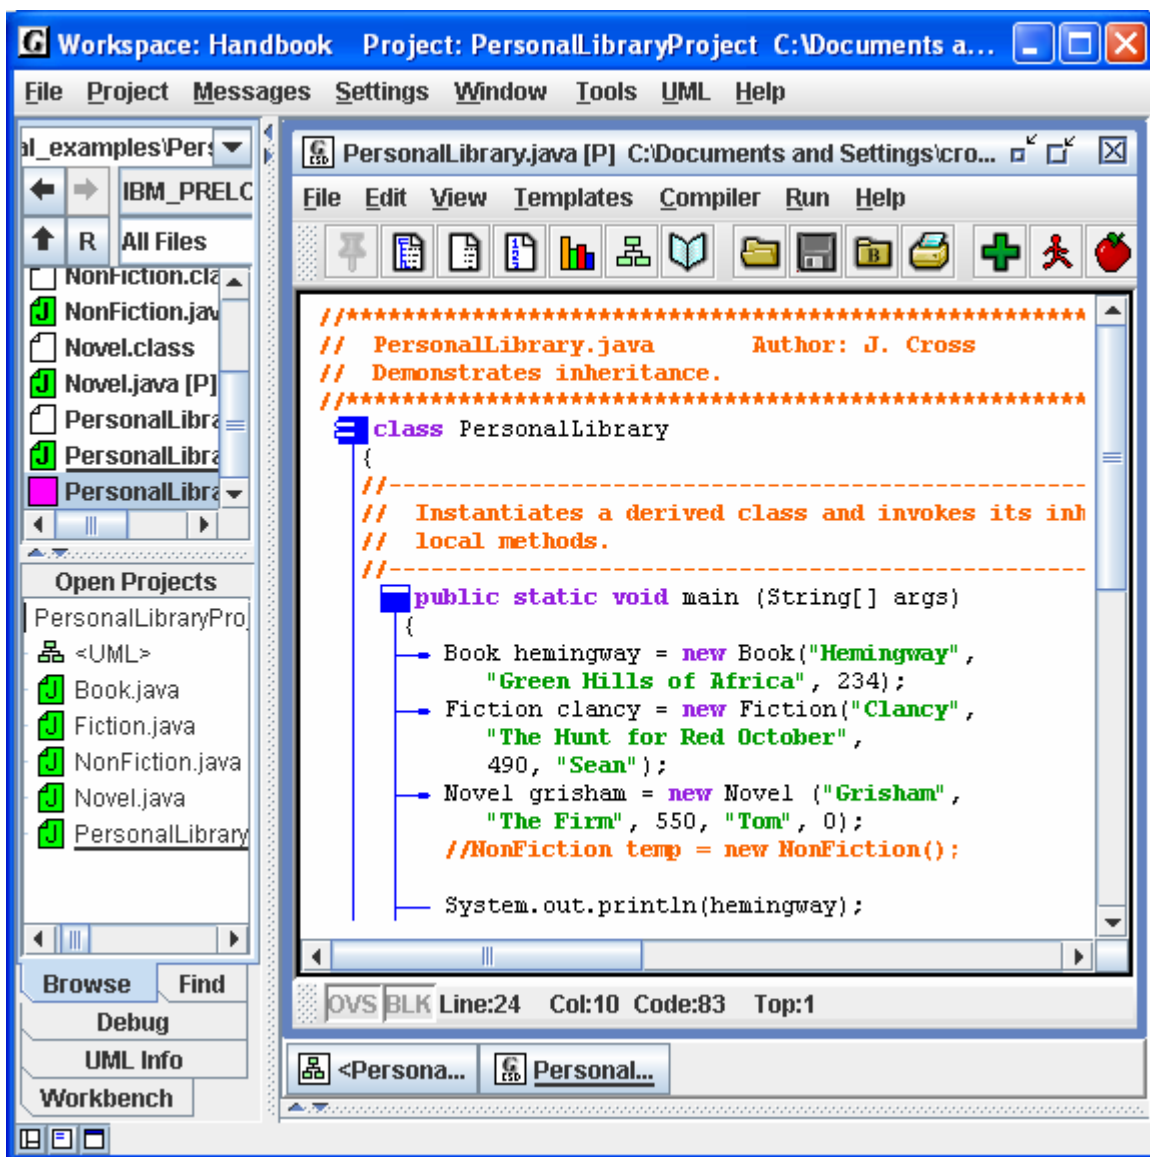 Workspace: Handbook Project: PersonalLibraryProject C:\Documents a...
File Project Messages Settings Window Tools UML Help
al_examples\Pers
IBM_PRELO
R All Files
NonFiction.cla
NonFiction.jav
Novel.class
Novel.java [P]
PersonalLibra
PersonalLibra
PersonalLibra
Open Projects
PersonalLibraryProj
<UML>
Book.java
Fiction.java
NonFiction.java
Novel.java
PersonalLibrary
Browse Find
Debug
UML Info
Workbench
PersonalLibrary.java [P] C:\Documents and Settings\cro...
File Edit View Templates Compiler Run Help
//*****************************************************
// PersonalLibrary.java Author: J. Cross
// Demonstrates inheritance.
//*****************************************************
class PersonalLibrary
{
//-----------------------------------------------------
// Instantiates a derived class and invokes its inh
// local methods.
//-----------------------------------------------------
public static void main (String[] args)
{
Book hemingway = new Book("Hemingway",
"Green Hills of Africa", 234);
Fiction clancy = new Fiction("Clancy",
"The Hunt for Red October",
490, "Sean");
Novel grisham = new Novel ("Grisham",
"The Firm", 550, "Tom", 0);
//NonFiction temp = new NonFiction();
System.out.println(hemingway);
OVS BLK Line:24 Col:10 Code:83 Top:1
<Persona... Personal...